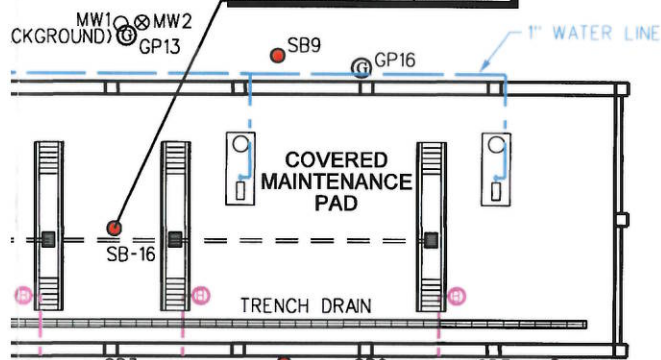 MW1 MW2
CKGROUND) G GP13
SB9
G GP16
1" WATER LINE
COVERED
MAINTENANCE
PAD
SB-16
B B B
TRENCH DRAIN